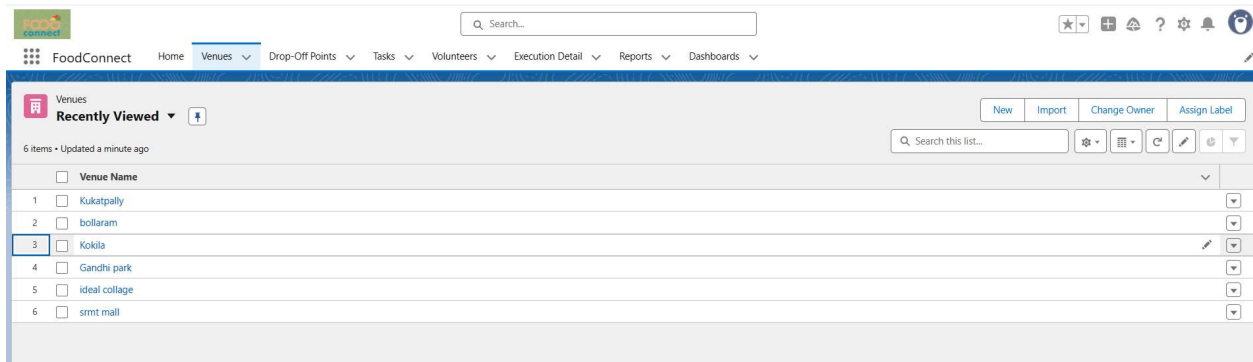 FOOD
connect
Search...
FoodConnect Home Venues Drop-Off Points Tasks Volunteers Execution Detail Reports Dashboards
Venues
Recently Viewed
New Import Change Owner Assign Label
6 items • Updated a minute ago
Search this list...
Venue Name
1 Kukatpally
2 bollaram
3 Kokila
4 Gandhi park
5 ideal collage
6 srmt mall